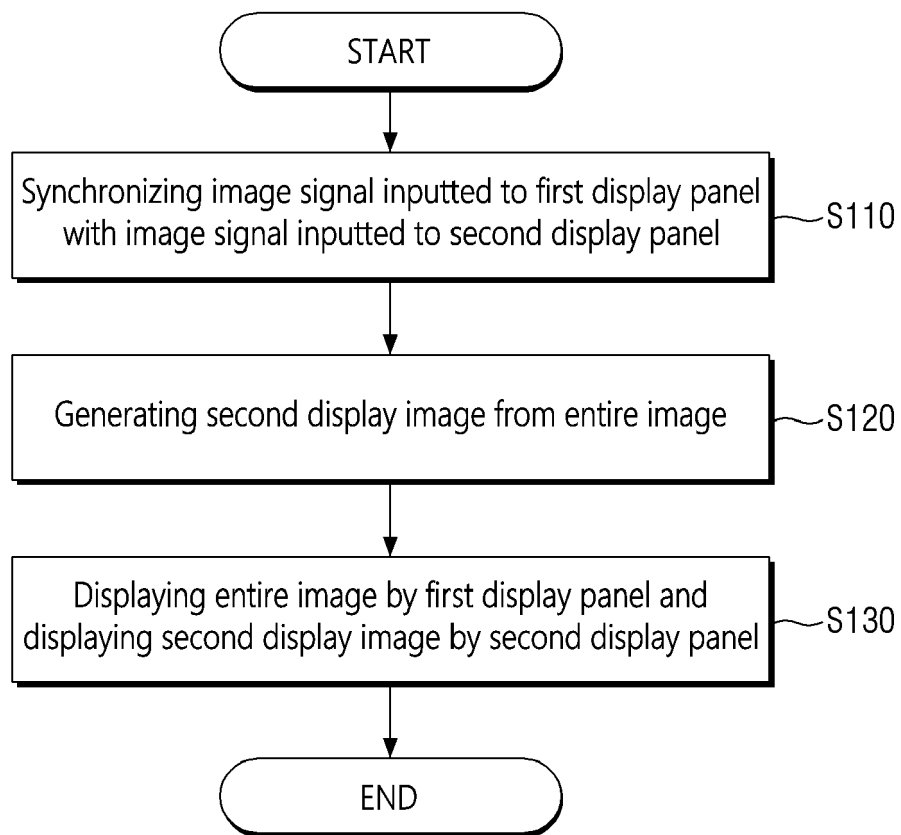 START
Synchronizing image signal inputted to first display panel
with image signal inputted to second display panel
S110
Generating second display image from entire image
S120
Displaying entire image by first display panel and
displaying second display image by second display panel
S130
END